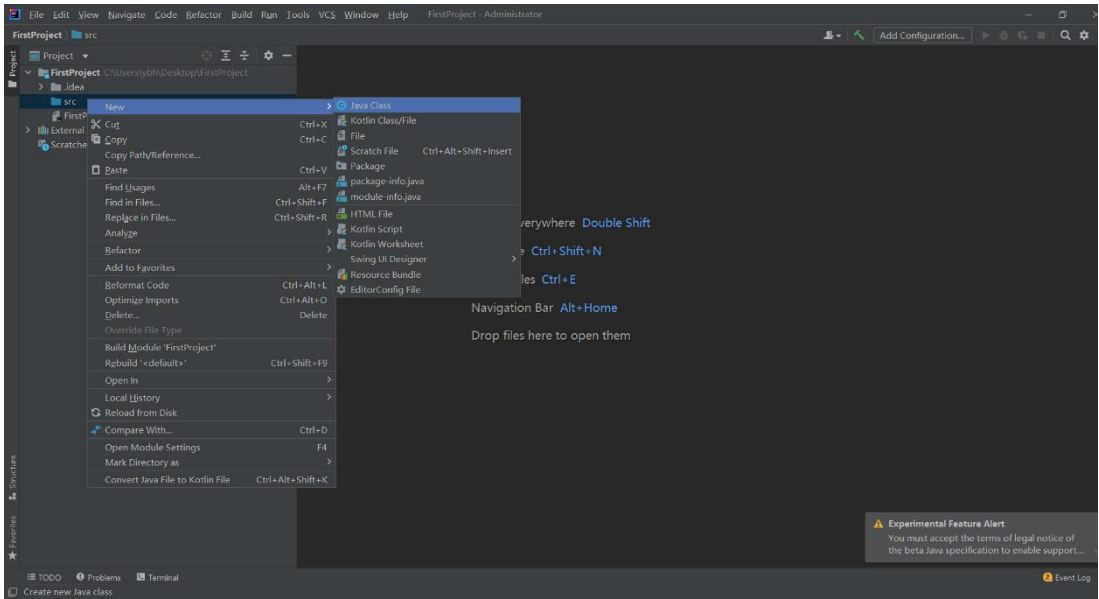 File Edit View Navigate Code Refactor Build Run Tools VCS Window Help FirstProject - Administrator
FirstProject src
Add Configuration...
Project
Project
FirstProject C:\Users\ybh\Desktop\FirstProject
.idea
src
FirstP
External
Scratche
New
Cut Ctrl+X
Copy Ctrl+C
Copy Path/Reference...
Paste Ctrl+V
Find Usages Alt+F7
Find in Files... Ctrl+Shift+F
Replace in Files... Ctrl+Shift+R
Analyze
Refactor
Add to Favorites
Reformat Code Ctrl+Alt+L
Optimize Imports Ctrl+Alt+O
Delete... Delete
Override File Type
Build Module 'FirstProject'
Rebuild '<default>' Ctrl+Shift+F9
Open In
Local History
Reload from Disk
Compare With... Ctrl+D
Open Module Settings F4
Mark Directory as
Convert Java File to Kotlin File Ctrl+Alt+Shift+K
Java Class
Kotlin Class/File
File
Scratch File Ctrl+Alt+Shift+Insert
Package
package-info.java
module-info.java
HTML File
Kotlin Script
Kotlin Worksheet
Swing UI Designer
Resource Bundle
EditorConfig File
verywhere Double Shift
e Ctrl+Shift+N
les Ctrl+E
Navigation Bar Alt+Home
Drop files here to open them
Structure
Favorites
Experimental Feature Alert
You must accept the terms of legal notice of
the beta Java specification to enable support...
TODO Problems Terminal
2 Event Log
Create new Java class